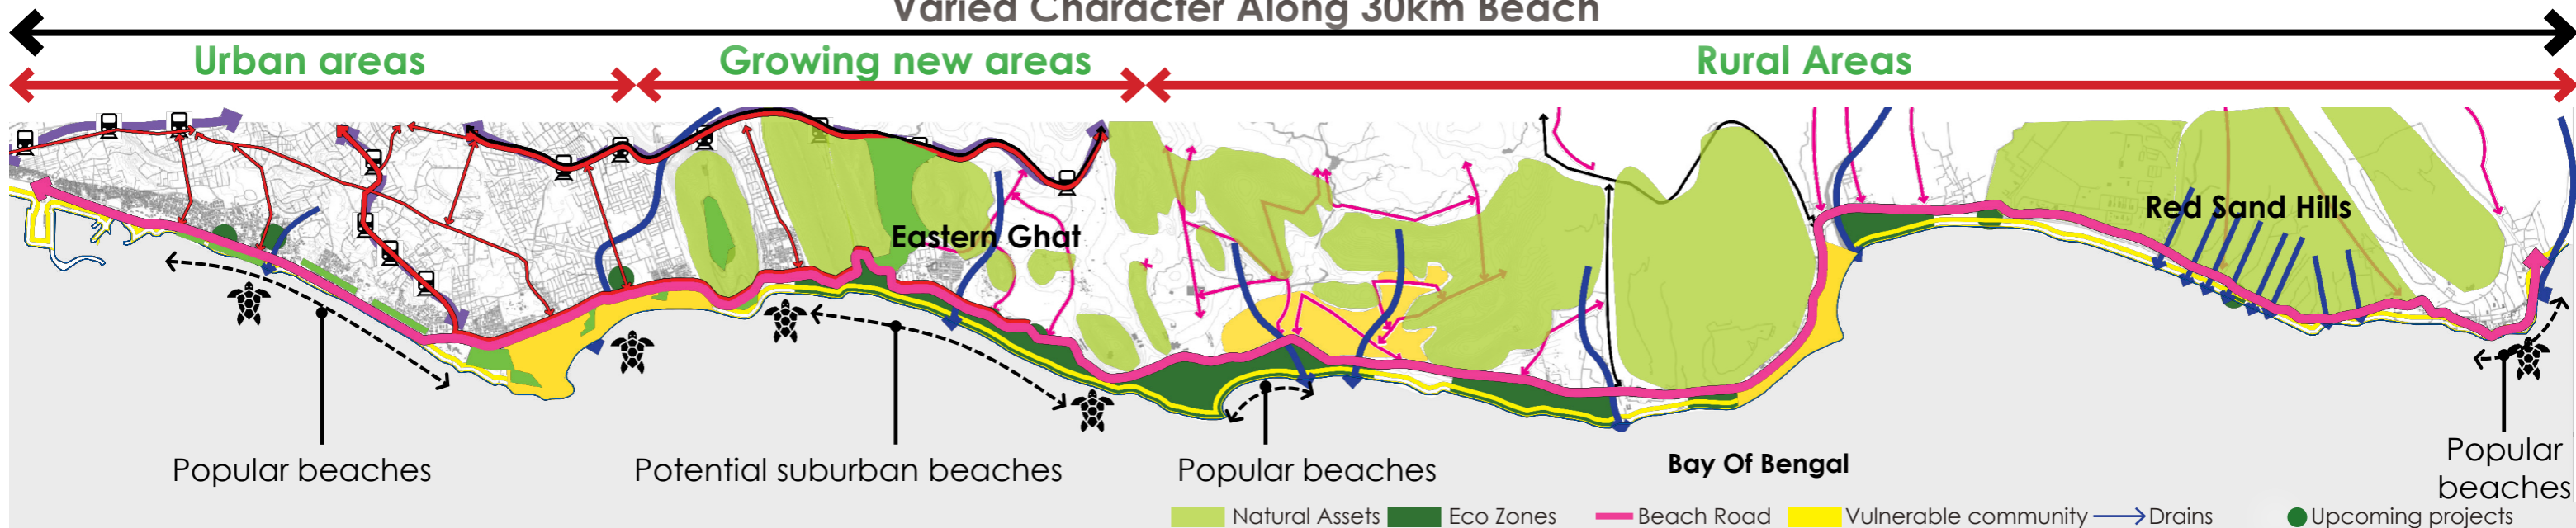 Varied Character Along 30km Beach
Urban areas
Growing new areas
Rural Areas
Red Sand Hills
Eastern Ghat
Popular beaches
Potential suburban beaches
Popular beaches
Bay Of Bengal
Popular
beaches
Natural Assets
Eco Zones
Beach Road
Vulnerable community
Drains
Upcoming projects